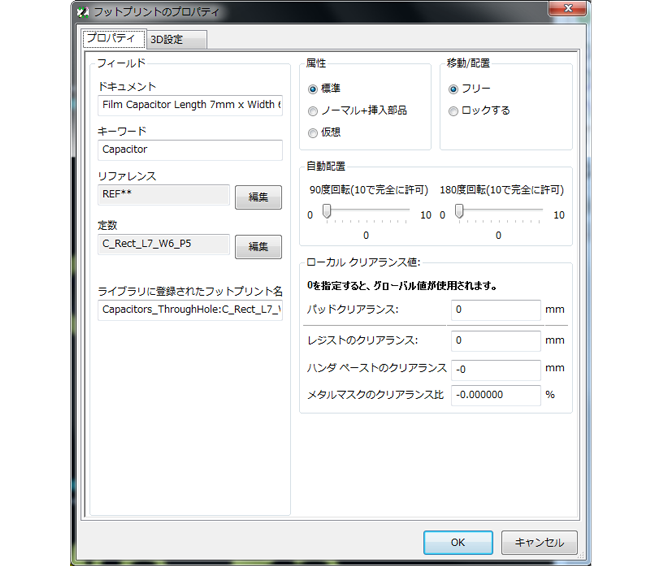 フットプリントのプロパティ
プロパティ
3D設定
フィールド
ドキュメント
Film Capacitor Length 7mm x Width 6
キーワード
Capacitor
リファレンス
REF**
編集
定数
C_Rect_L7_W6_P5
編集
ライブラリに登録されたフットプリント名
Capacitors_ThroughHole:C_Rect_L7_W
属性
標準
ノーマル+挿入部品
仮想
移動/配置
フリー
ロックする
自動配置
90度回転(10で完全に許可)
0
10
0
180度回転(10で完全に許可)
0
10
0
ローカル クリアランス値:
0を指定すると、グローバル値が使用されます。
パッドクリアランス:
0
mm
レジストのクリアランス:
0
mm
ハンダ ペーストのクリアランス
-0
mm
メタルマスクのクリアランス比
-0.000000
%
OK
キャンセル